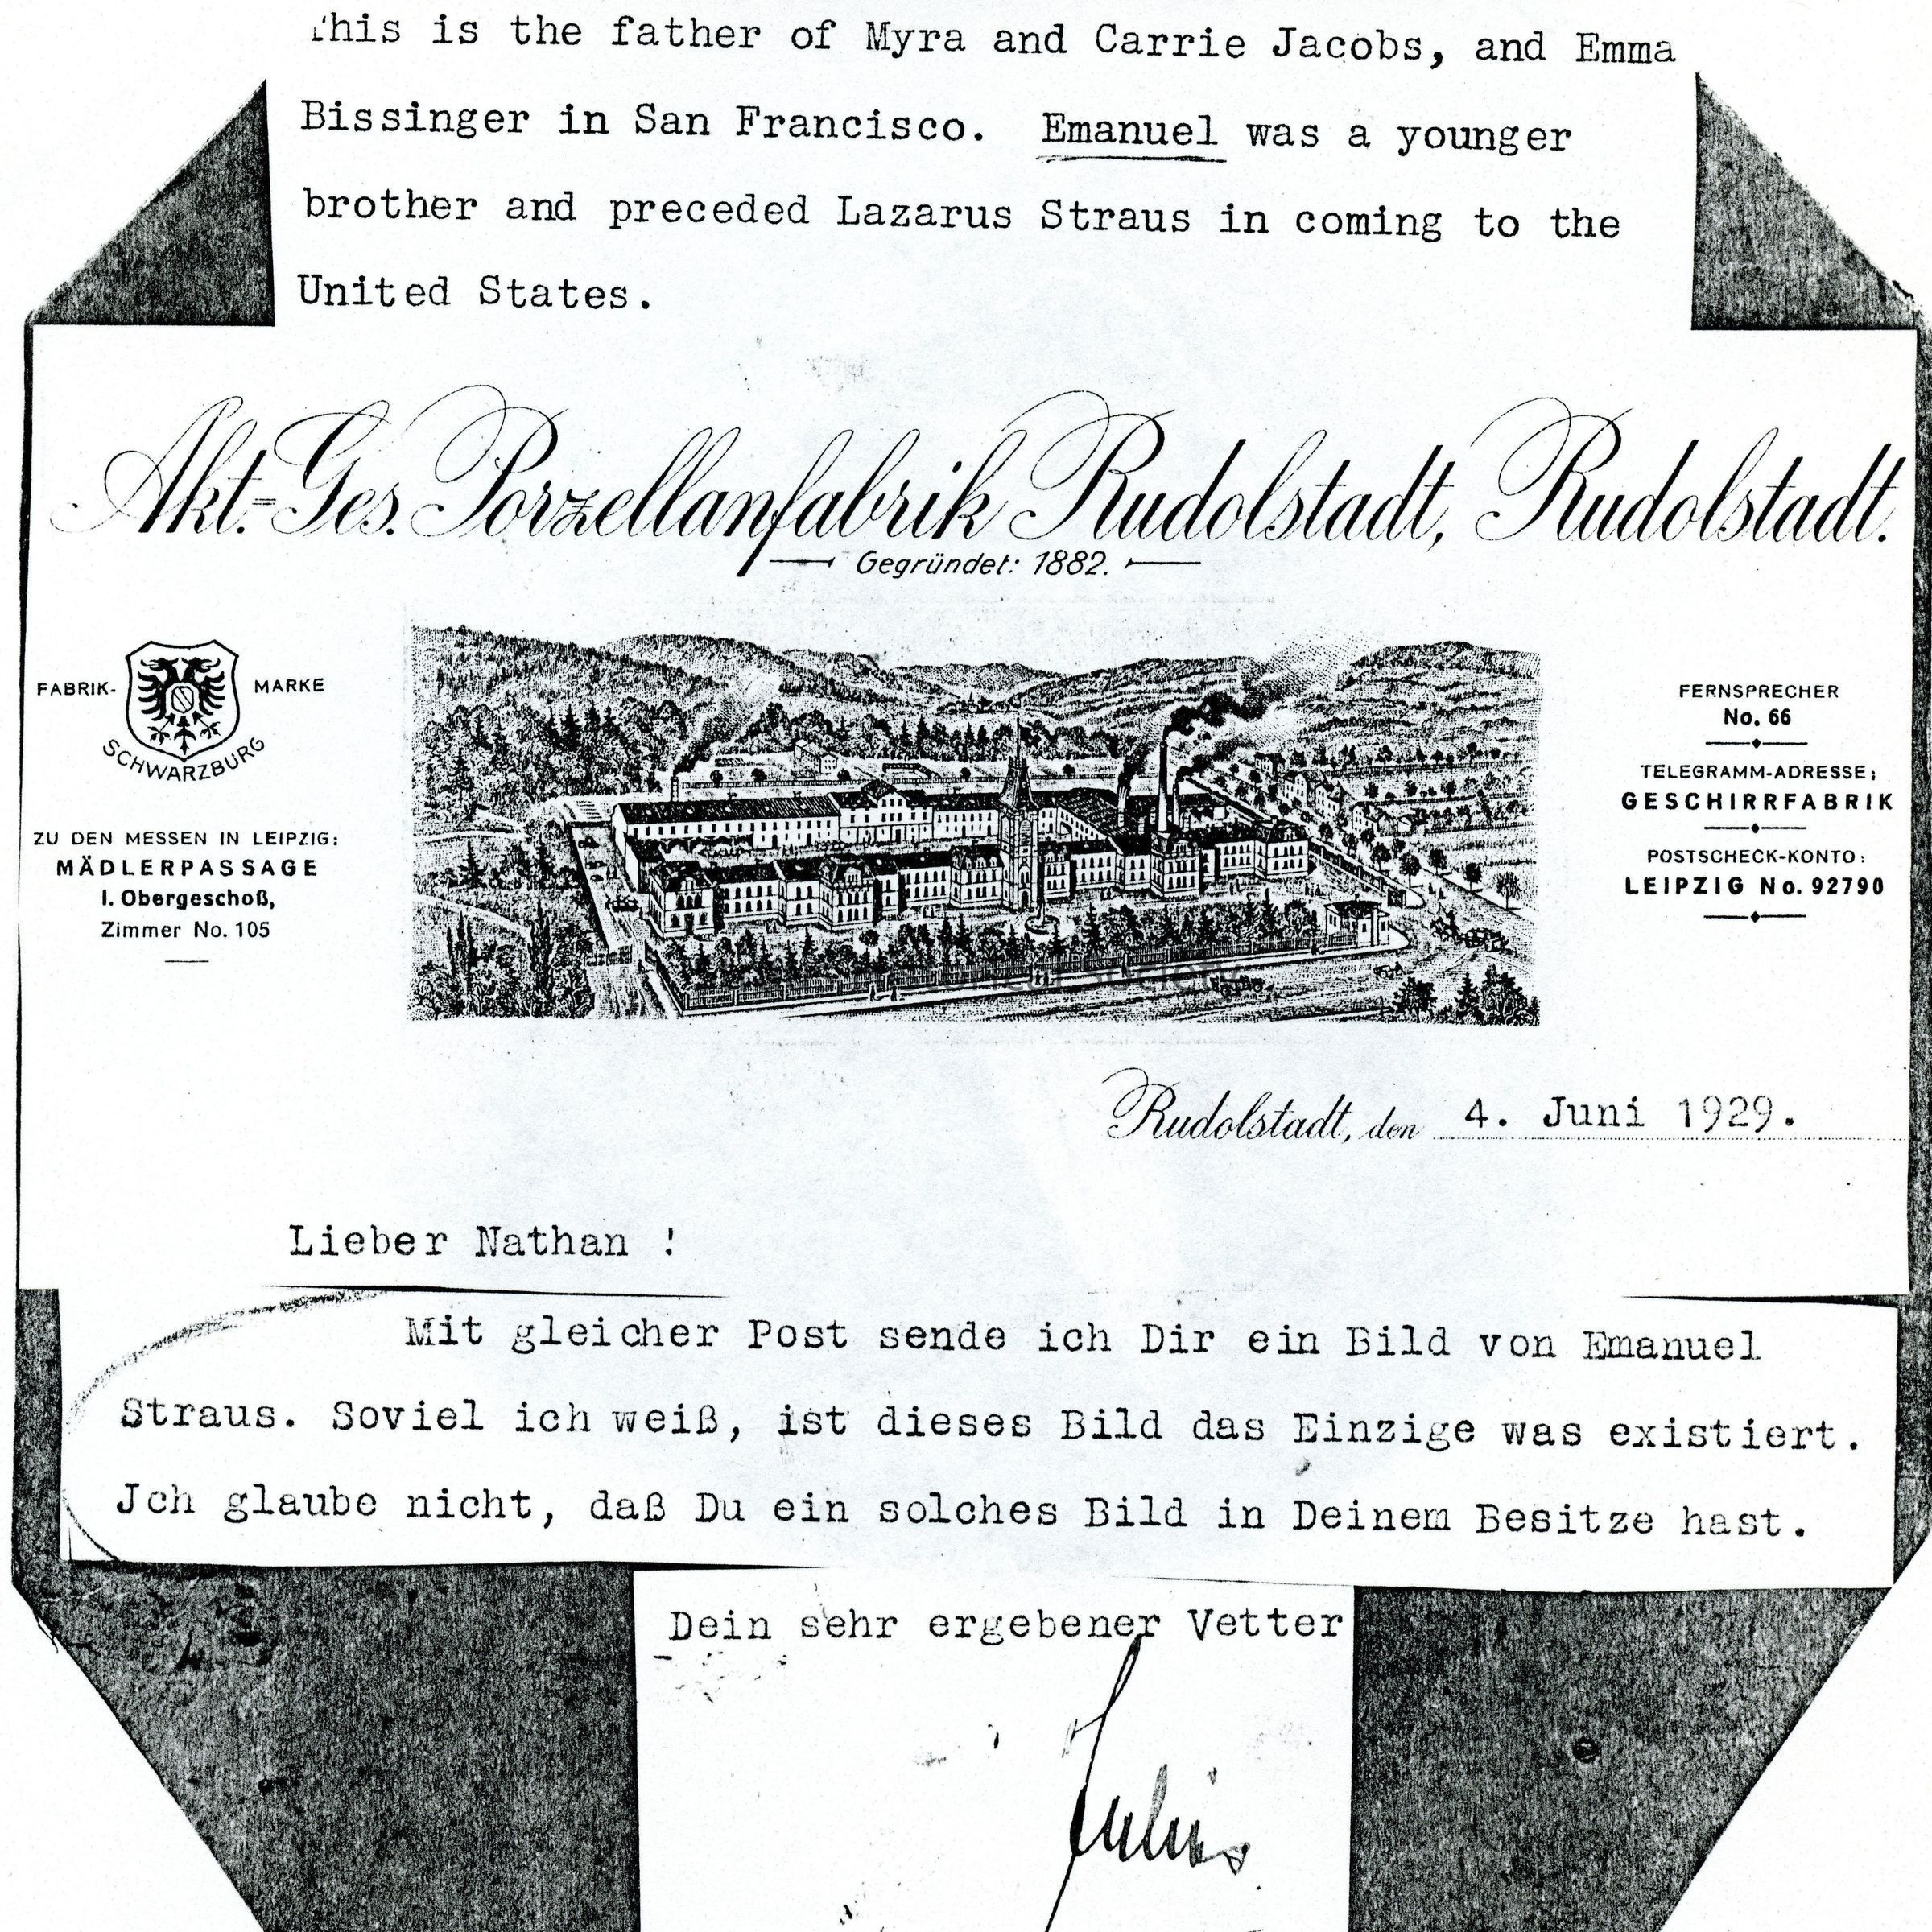 This is the father of Myra and Carrie Jacobs, and Emma
Bissinger in San Francisco. Emanuel was a younger
brother and preceded Lazarus Straus in coming to the
United States.
Akt.-Ges. Porzellanfabrik Rudolstadt, Rudolstadt.
Gegründet: 1882.
FABRIK- MARKE
SCHWARZBURG
ZU DEN MESSEN IN LEIPZIG:
MÄDLERPASSAGE
I. Obergeschoß,
Zimmer No. 105
FERNSPRECHER
No. 66
TELEGRAMM-ADRESSE:
GESCHIRRFABRIK
POSTSCHECK-KONTO:
LEIPZIG No. 92790
Rudolstadt, den 4. Juni 1929.
Lieber Nathan !
Mit gleicher Post sende ich Dir ein Bild von Emanuel
Straus. Soviel ich weiß, ist dieses Bild das Einzige was existiert.
Jch glaube nicht, daß Du ein solches Bild in Deinem Besitze hast.
Dein sehr ergebener Vetter
Julius